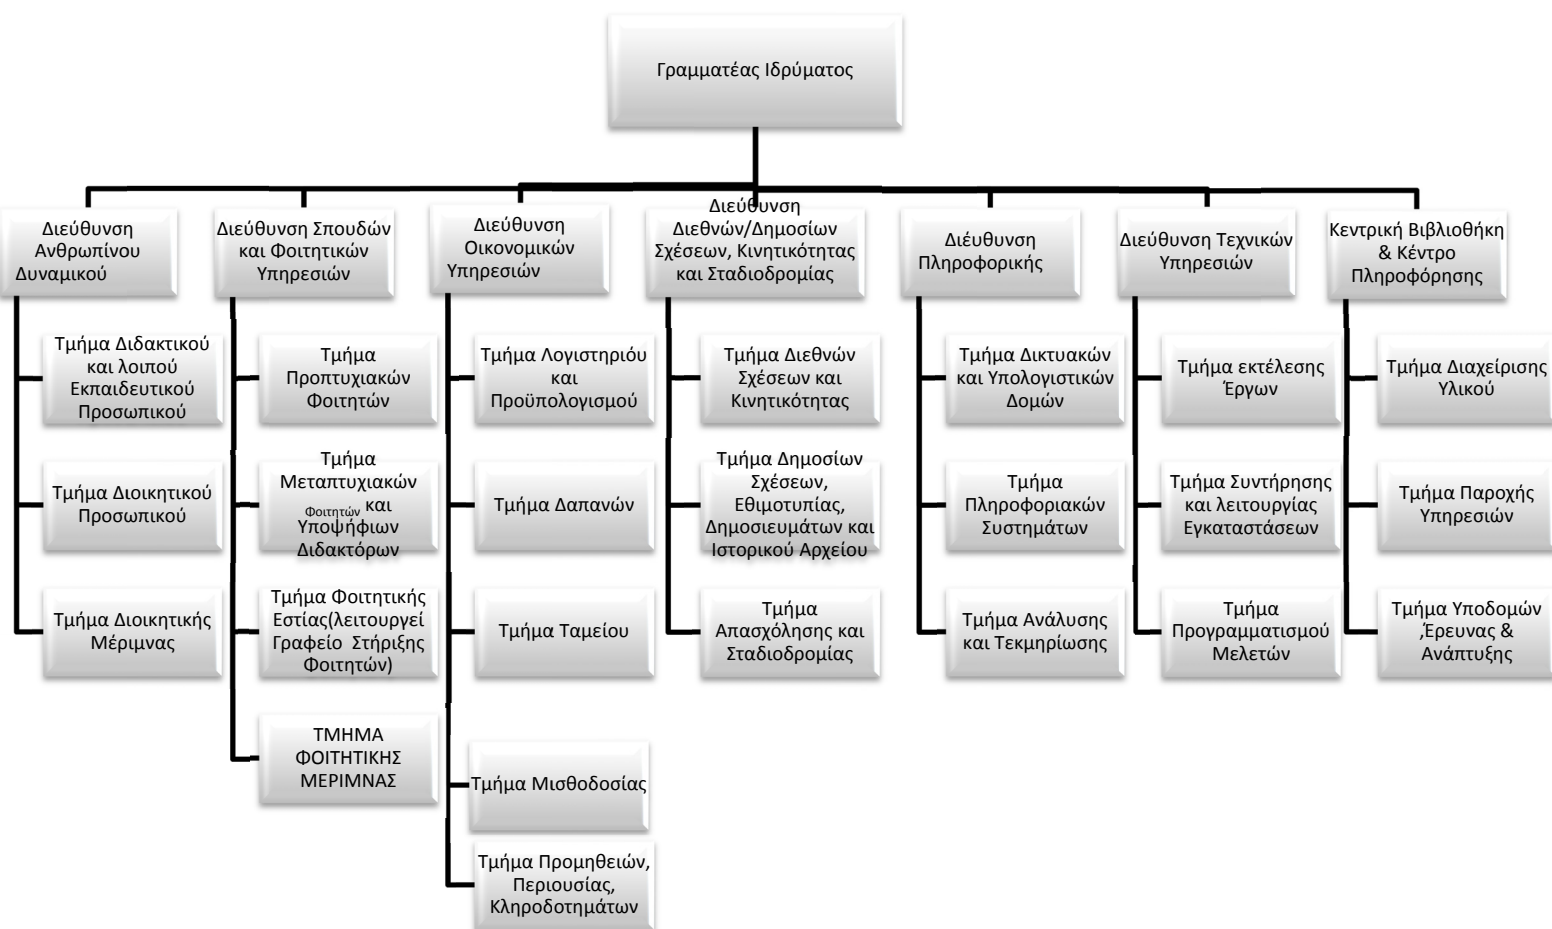 Γραμματέας Ιδρύματος
Διεύθυνση
Ανθρωπίνου
Δυναμικού
Διεύθυνση Σπουδών
και Φοιτητικών
Υπηρεσιών
Διεύθυνση
Οικονομικών
Υπηρεσιών
Διεύθυνση
Διεθνών/Δημοσίων
Σχέσεων, Κινητικότητας
και Σταδιοδρομίας
Διέυθυνση
Πληροφορικής
Διεύθυνση Τεχνικών
Υπηρεσιών
Κεντρική Βιβλιοθήκη
& Κέντρο
Πληροφόρησης
Τμήμα Διδακτικού
και λοιπού
Εκπαιδευτικού
Προσωπικού
Τμήμα Διοικητικού
Προσωπικού
Τμήμα Διοικητικής
Μέριμνας
Τμήμα
Προπτυχιακών
Φοιτητών
Τμήμα
Μεταπτυχιακών
Φοιτητών και
Υποψήφιων
Διδακτόρων
Τμήμα Φοιτητικής
Εστίας(λειτουργεί
Γραφείο Στήριξης
Φοιτητών)
ΤΜΗΜΑ
ΦΟΙΤΗΤΙΚΗΣ
ΜΕΡΙΜΝΑΣ
Τμήμα Λογιστηριόυ
και
Προϋπολογισμού
Τμήμα Δαπανών
Τμήμα Ταμείου
Τμήμα Μισθοδοσίας
Τμήμα Προμηθειών,
Περιουσίας,
Κληροδοτημάτων
Τμήμα Διεθνών
Σχέσεων και
Κινητικότητας
Τμήμα Δημοσίων
Σχέσεων,
Εθιμοτυπίας,
Δημοσιευμάτων και
Ιστορικού Αρχείου
Τμήμα
Απασχόλησης και
Σταδιοδρομίας
Τμήμα Δικτυακών
και Υπολογιστικών
Δομών
Τμήμα
Πληροφοριακών
Συστημάτων
Τμήμα Ανάλυσης
και Τεκμηρίωσης
Τμήμα εκτέλεσης
Έργων
Τμήμα Συντήρησης
και λειτουργίας
Εγκαταστάσεων
Τμήμα
Προγραμματισμού
Μελετών
Τμήμα Διαχείρισης
Υλικού
Τμήμα Παροχής
Υπηρεσιών
Τμήμα Υποδομών
,Έρευνας &
Ανάπτυξης